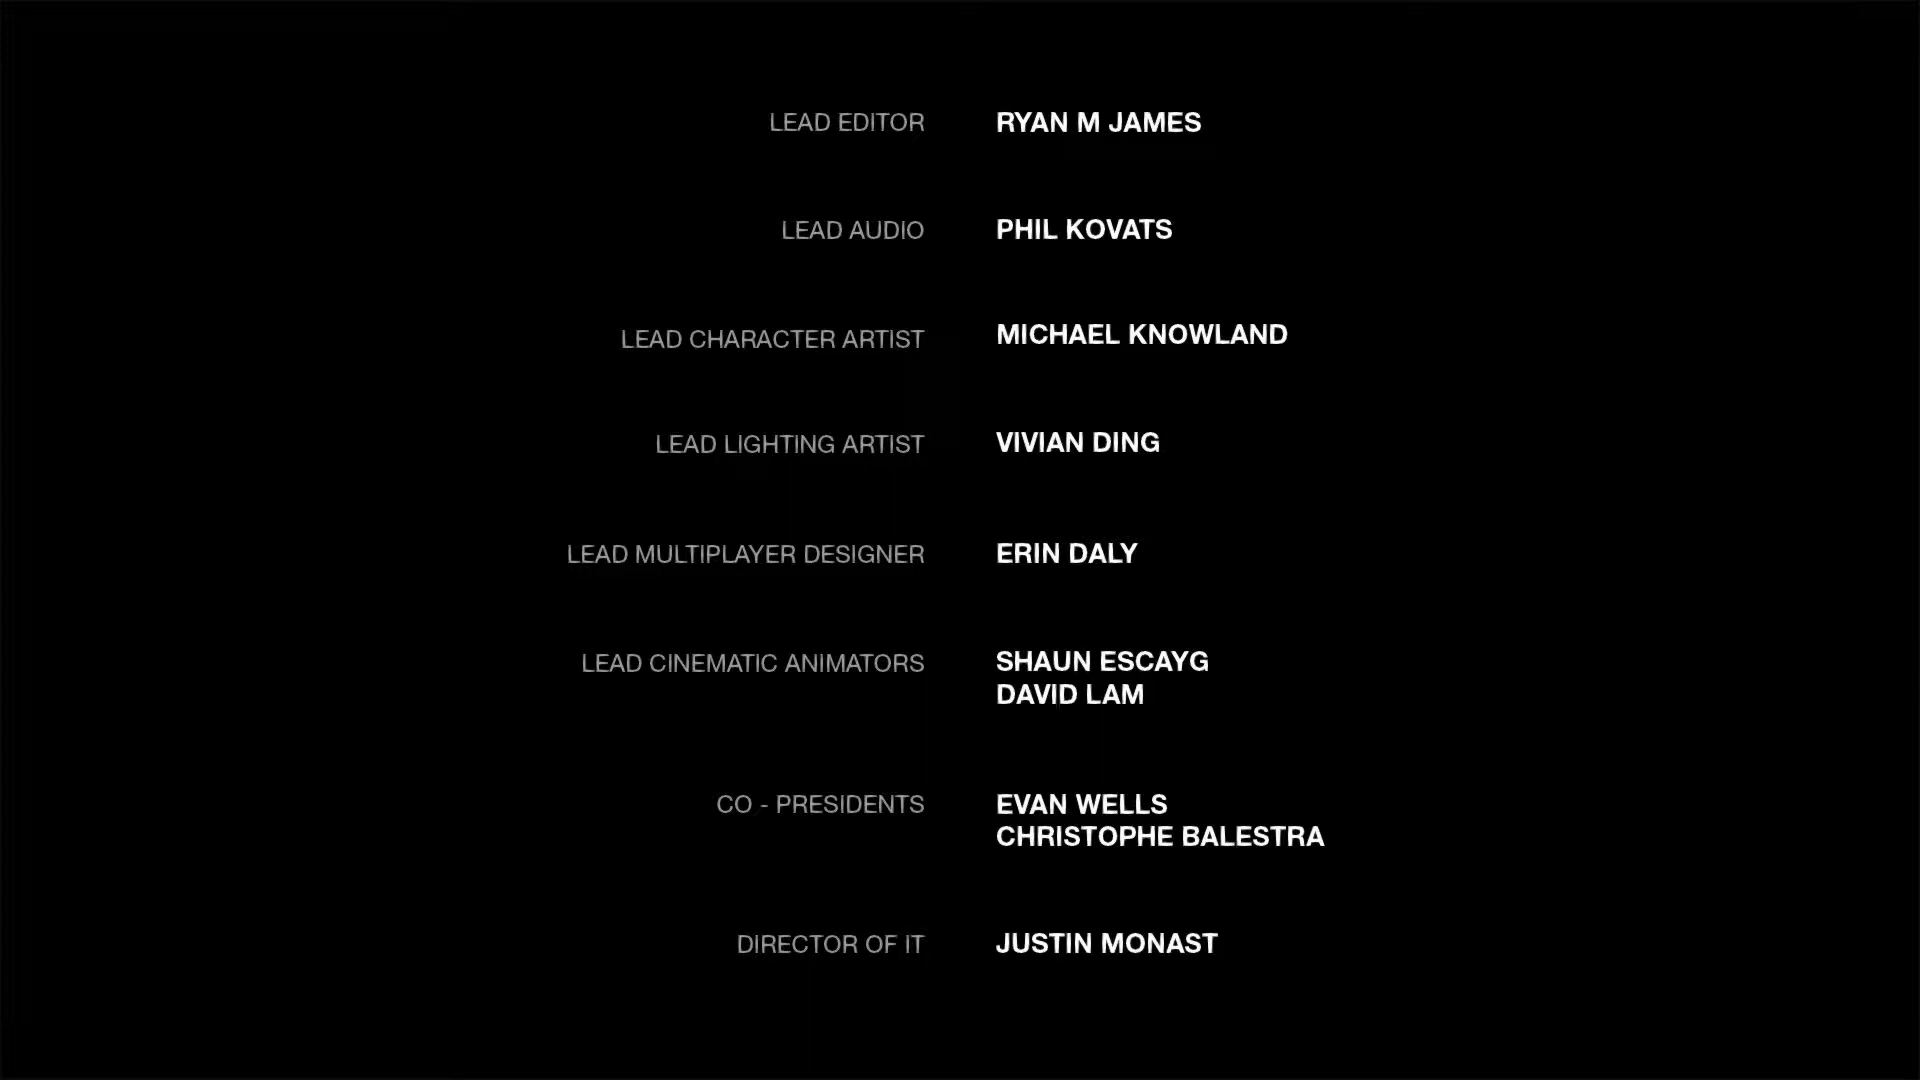 LEAD EDITOR RYAN M JAMES
LEAD AUDIO PHIL KOVATS
LEAD CHARACTER ARTIST MICHAEL KNOWLAND
LEAD LIGHTING ARTIST VIVIAN DING
LEAD MULTIPLAYER DESIGNER ERIN DALY
LEAD CINEMATIC ANIMATORS SHAUN ESCAYG
DAVID LAM
CO - PRESIDENTS EVAN WELLS
CHRISTOPHE BALESTRA
DIRECTOR OF IT JUSTIN MONAST